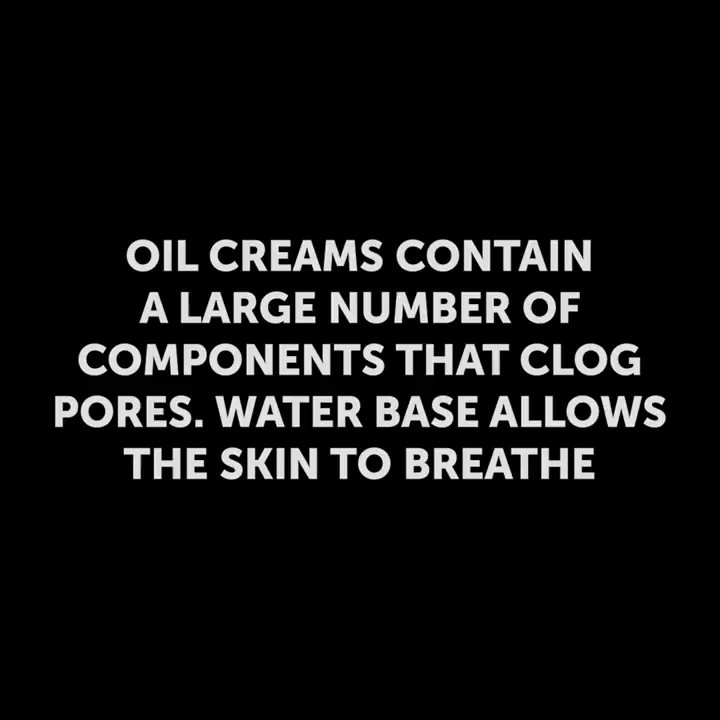 OIL CREAMS CONTAIN
A LARGE NUMBER OF
COMPONENTS THAT CLOG
PORES. WATER BASE ALLOWS
THE SKIN TO BREATHE